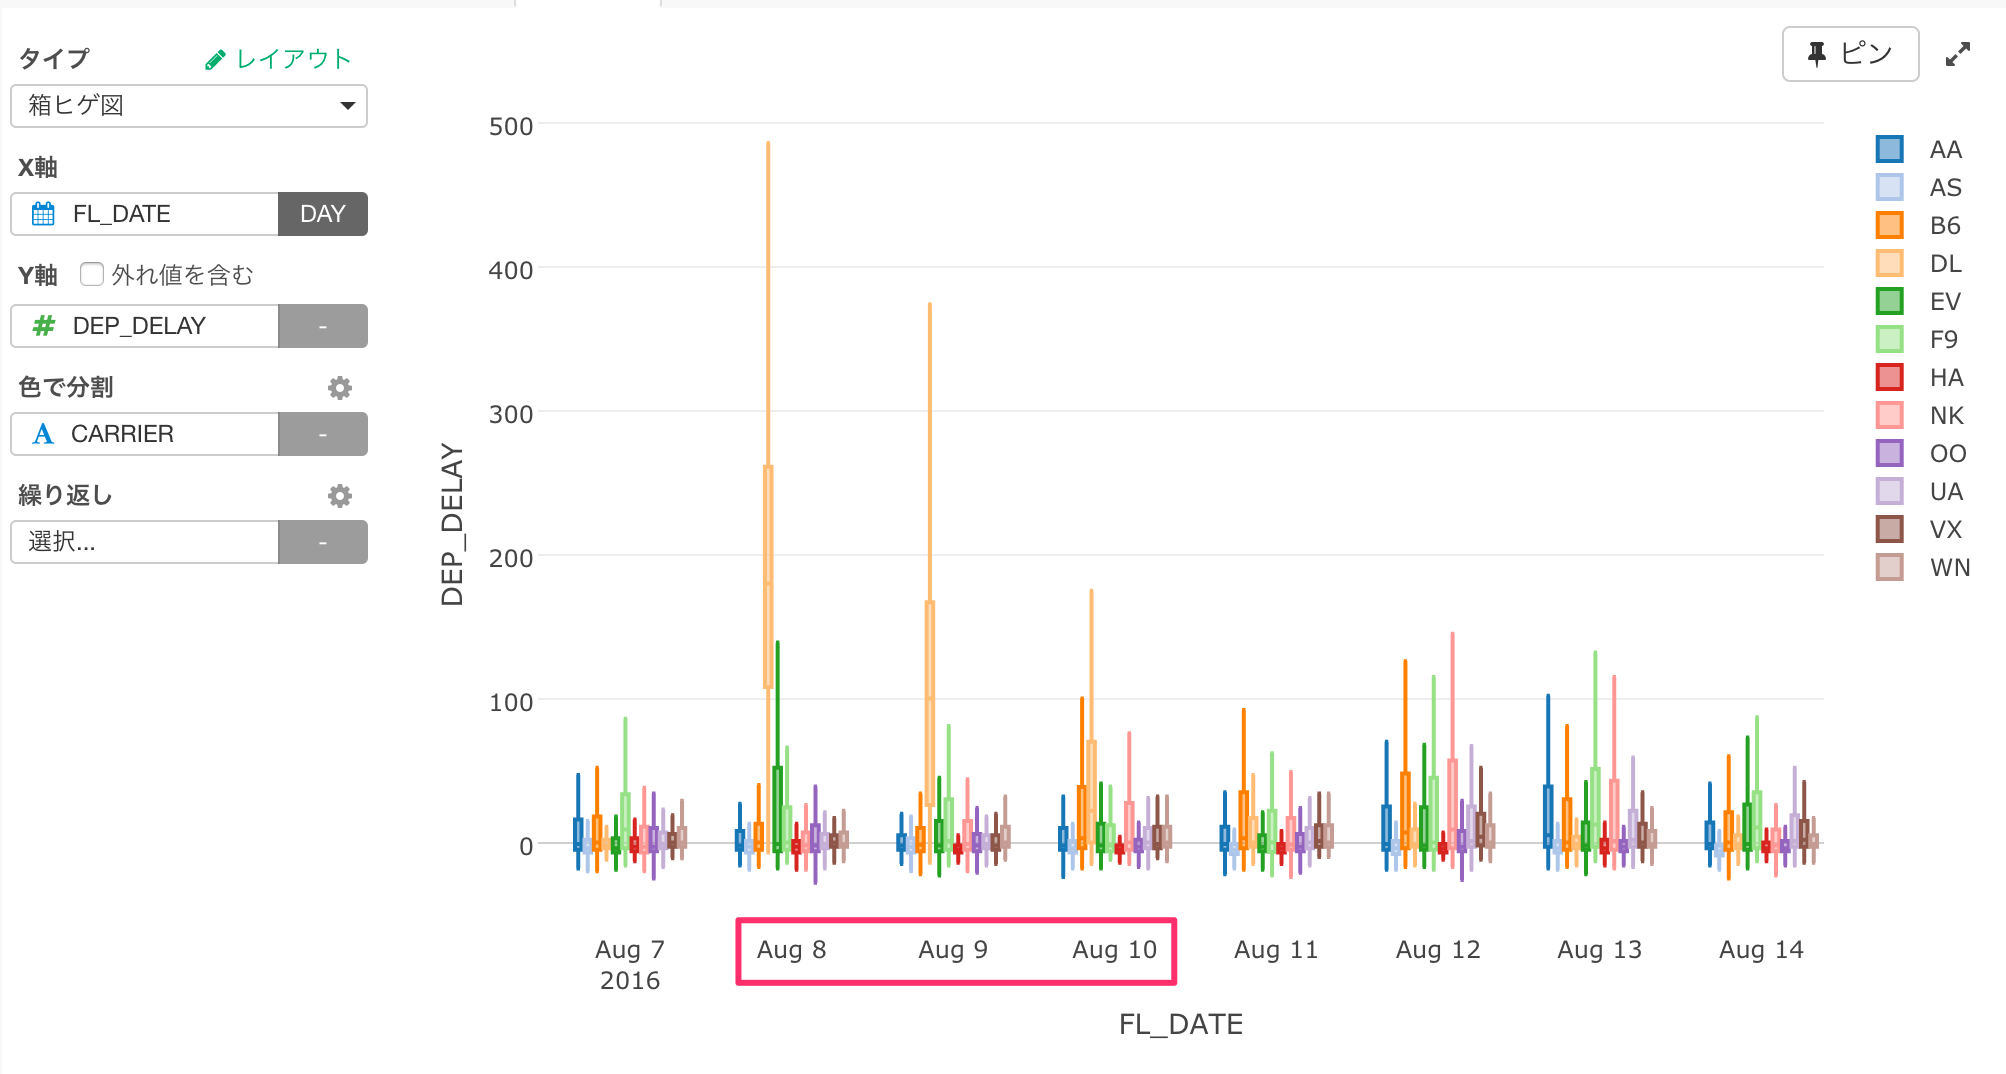 タイプ レイアウト
箱ヒゲ図
X軸
FL_DATE DAY
Y軸 外れ値を含む
DEP_DELAY -
色で分割
CARRIER -
繰り返し
選択... -
ピン
500
400
300
200
100
0
DEP_DELAY
Aug 7 Aug 8 Aug 9 Aug 10 Aug 11 Aug 12 Aug 13 Aug 14
2016
FL_DATE
AA
AS
B6
DL
EV
F9
HA
NK
OO
UA
VX
WN